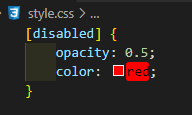 style.css > ...
[disabled] {
opacity: 0.5;
color: red;
}